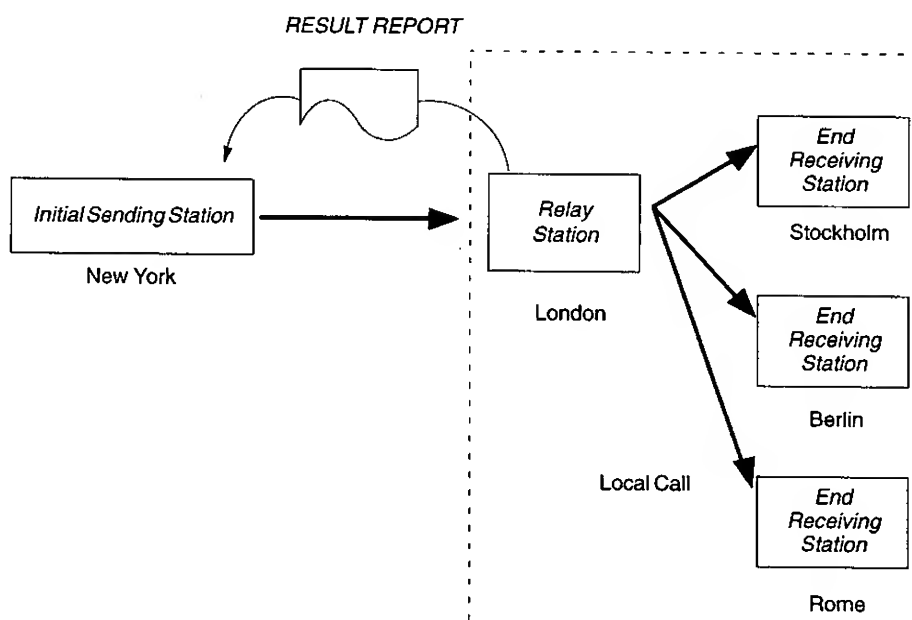 RESULT REPORT
Initial Sending Station
New York
Relay
Station
London
End
Receiving
Station
Stockholm
End
Receiving
Station
Berlin
Local Call
End
Receiving
Station
Rome